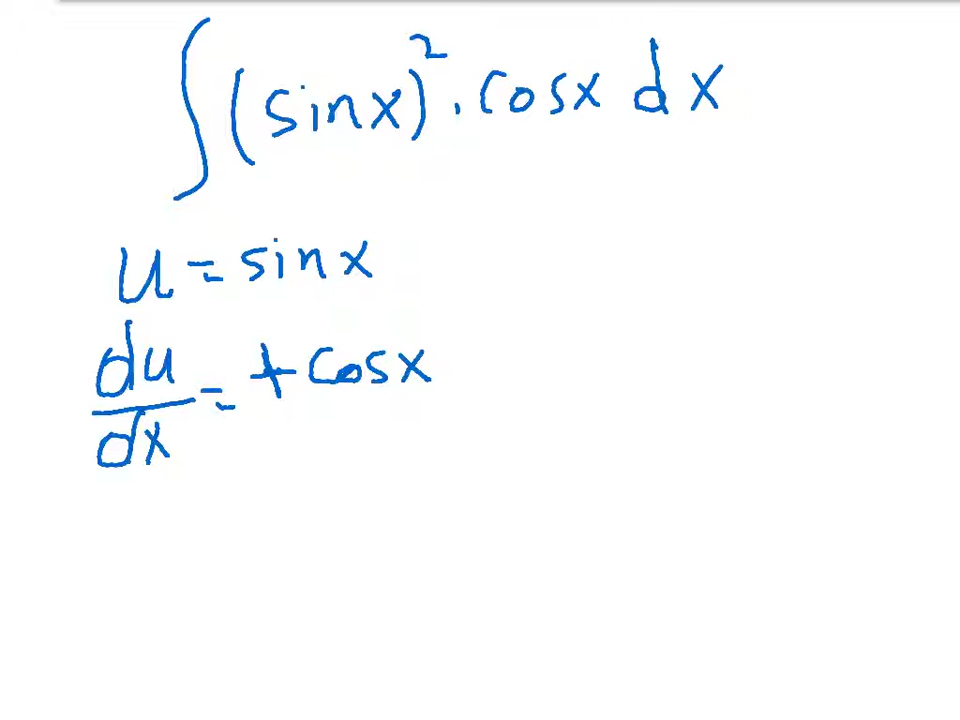 ∫(sinx)². cosx dx
u = sinx
du/dx = +cosx